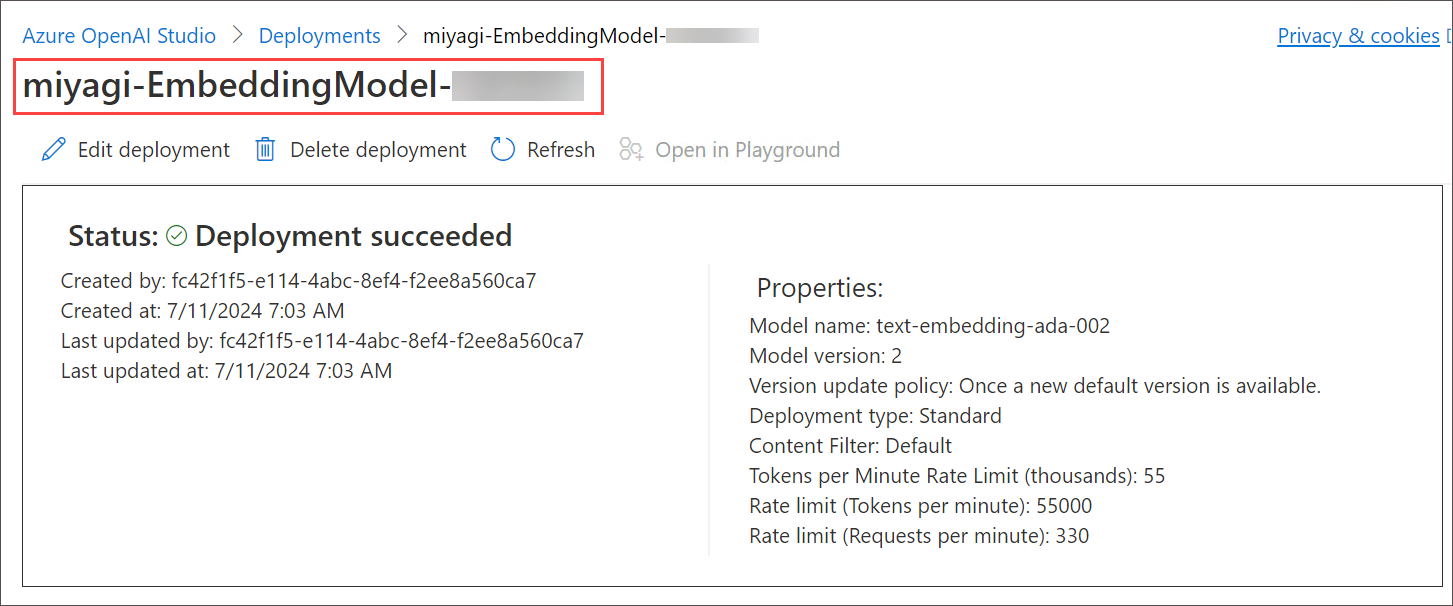 Azure OpenAI Studio > Deployments > miyagi-EmbeddingModel-
Privacy & cookies
miyagi-EmbeddingModel-
Edit deployment Delete deployment Refresh Open in Playground
Status: Deployment succeeded
Created by: fc42f1f5-e114-4abc-8ef4-f2ee8a560ca7
Created at: 7/11/2024 7:03 AM
Last updated by: fc42f1f5-e114-4abc-8ef4-f2ee8a560ca7
Last updated at: 7/11/2024 7:03 AM
Properties:
Model name: text-embedding-ada-002
Model version: 2
Version update policy: Once a new default version is available.
Deployment type: Standard
Content Filter: Default
Tokens per Minute Rate Limit (thousands): 55
Rate limit (Tokens per minute): 55000
Rate limit (Requests per minute): 330